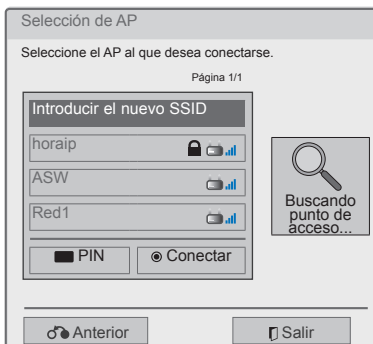 Selección de AP
Seleccione el AP al que desea conectarse.
Página 1/1
Introducir el nuevo SSID
horaip
ASW
Red1
PIN
Conectar
Buscando
punto de
acceso...
Anterior
Salir